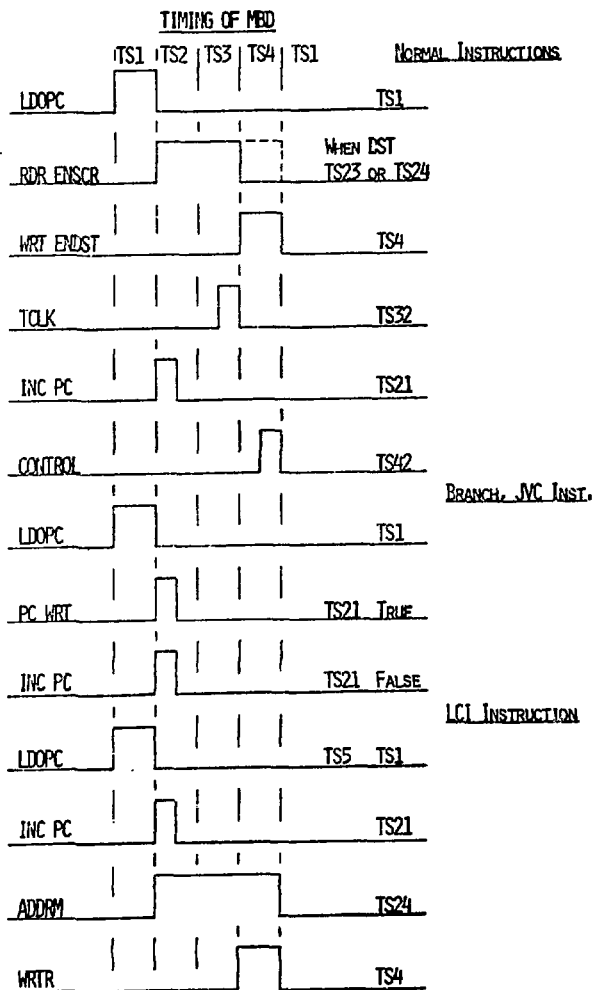 TIMING OF MBD
TS1 TS2 TS3 TS4 TS1 NORMAL INSTRUCTIONS
LDOPC TS1
WHEN DST
RDR ENSCR TS23 OR TS24
WRT ENDST TS4
TCLK TS32
INC PC TS21
CONTROL TS42
BRANCH, JVC INST.
LDOPC TS1
PC WRT TS21 TRUE
INC PC TS21 FALSE
LCI INSTRUCTION
LDOPC TS5 TS1
INC PC TS21
ADDRM TS24
WRTR TS4